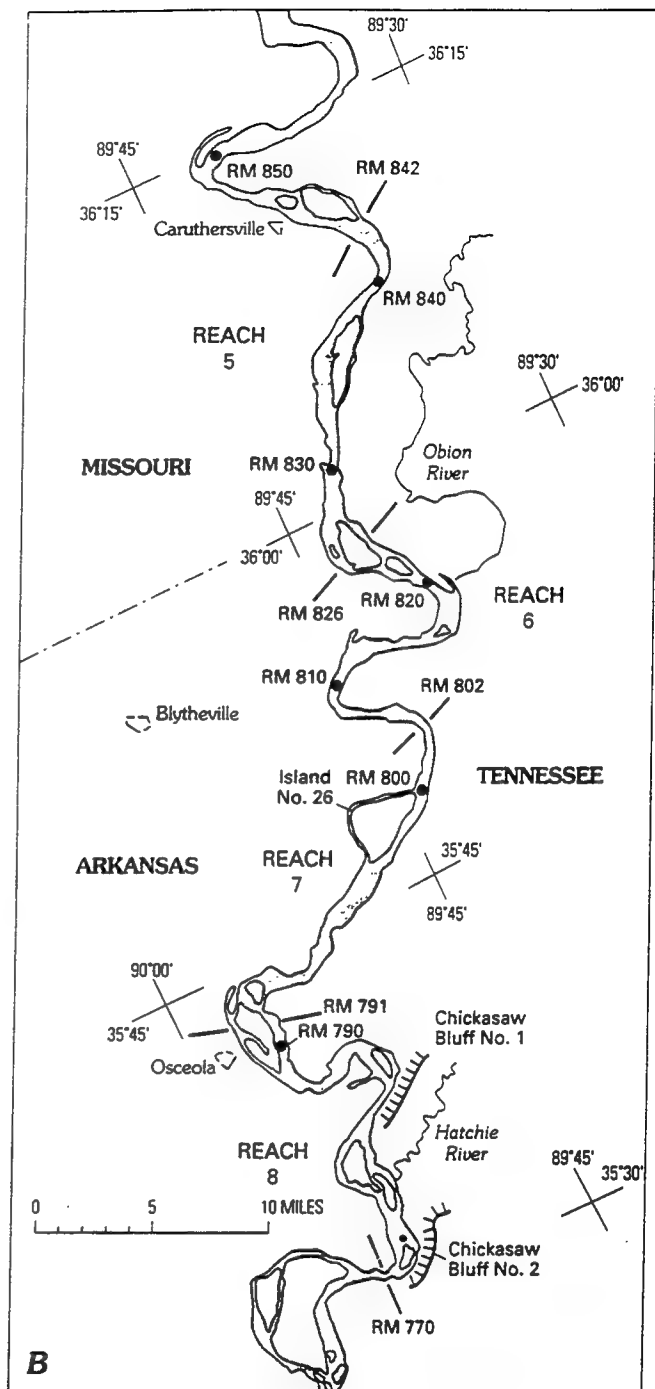 89°30'
36°15'
89°45'
36°15'
RM 850
RM 842
Caruthersville
RM 840
REACH
5
89°30'
36°00'
MISSOURI
RM 830
Obion
River
89°45'
36°00'
RM 826
RM 820
REACH
6
RM 810
RM 802
Blytheville
Island
No. 26
RM 800
TENNESSEE
ARKANSAS
REACH
7
35°45'
89°45'
90°00'
35°45'
RM 791
RM 790
Chickasaw
Bluff No. 1
Osceola
Hatchie
River
REACH
8
89°45'
35°30'
0 5 10 MILES
Chickasaw
Bluff No. 2
RM 770
B